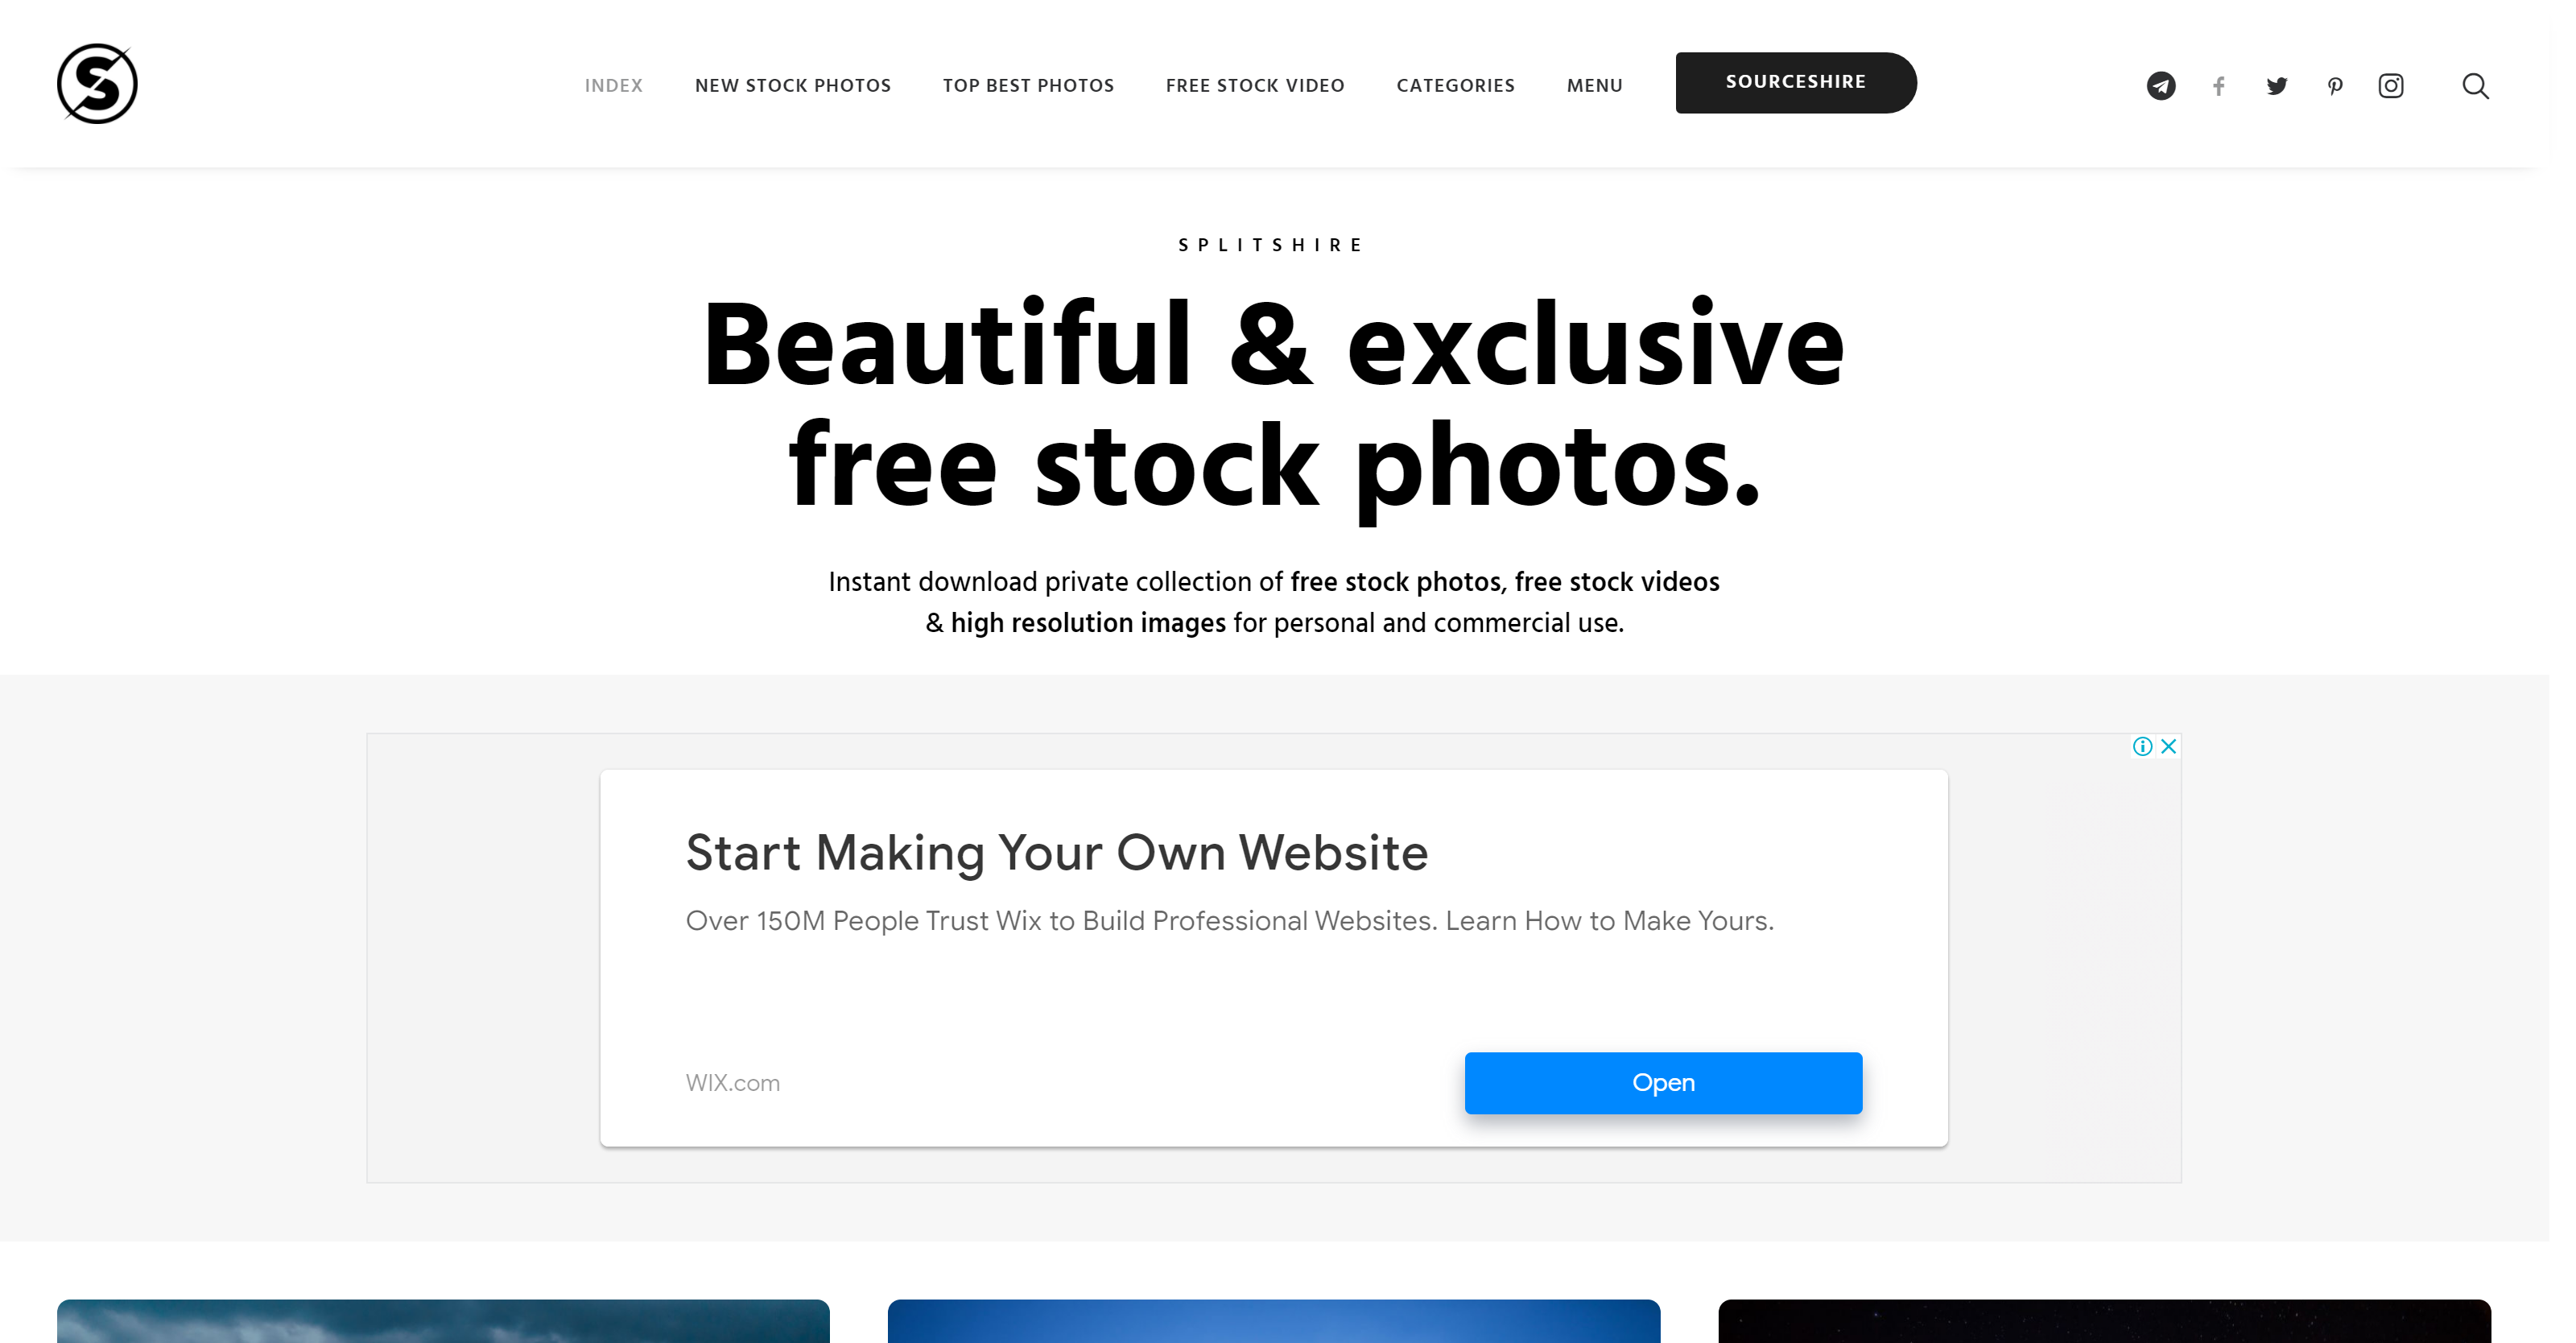 INDEX NEW STOCK PHOTOS TOP BEST PHOTOS FREE STOCK VIDEO CATEGORIES MENU SOURCESHIRE
SPLITSHIRE
Beautiful & exclusive
free stock photos.
Instant download private collection of free stock photos, free stock videos
& high resolution images for personal and commercial use.
Start Making Your Own Website
Over 150M People Trust Wix to Build Professional Websites. Learn How to Make Yours.
WIX.com Open